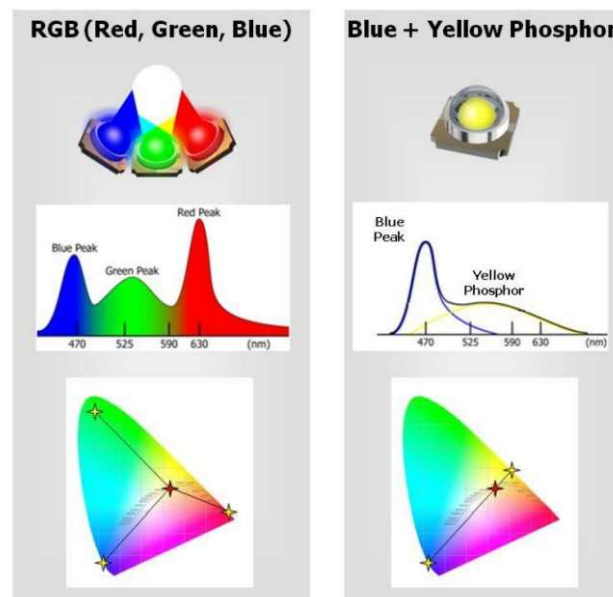 RGB (Red, Green, Blue)
Red Peak
Blue Peak
Green Peak
470 525 590 630 (nm)
Blue + Yellow Phosphor
Blue
Peak
Yellow
Phosphor
470 525 590 630 (nm)